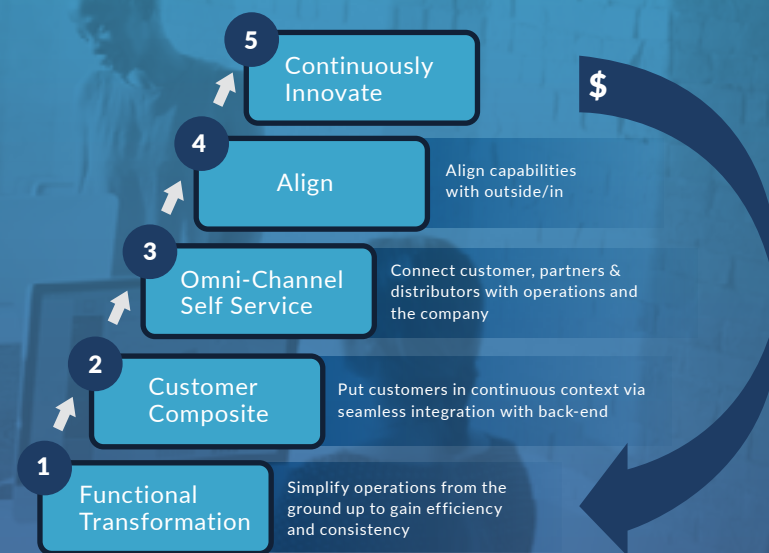 5
Continuously
Innovate
$
4
Align
Align capabilities
with outside/in
3
Omni-Channel
Self Service
Connect customer, partners &
distributors with operations and
the company
2
Customer
Composite
Put customers in continuous context via
seamless integration with back-end
1
Functional
Transformation
Simplify operations from the
ground up to gain efficiency
and consistency